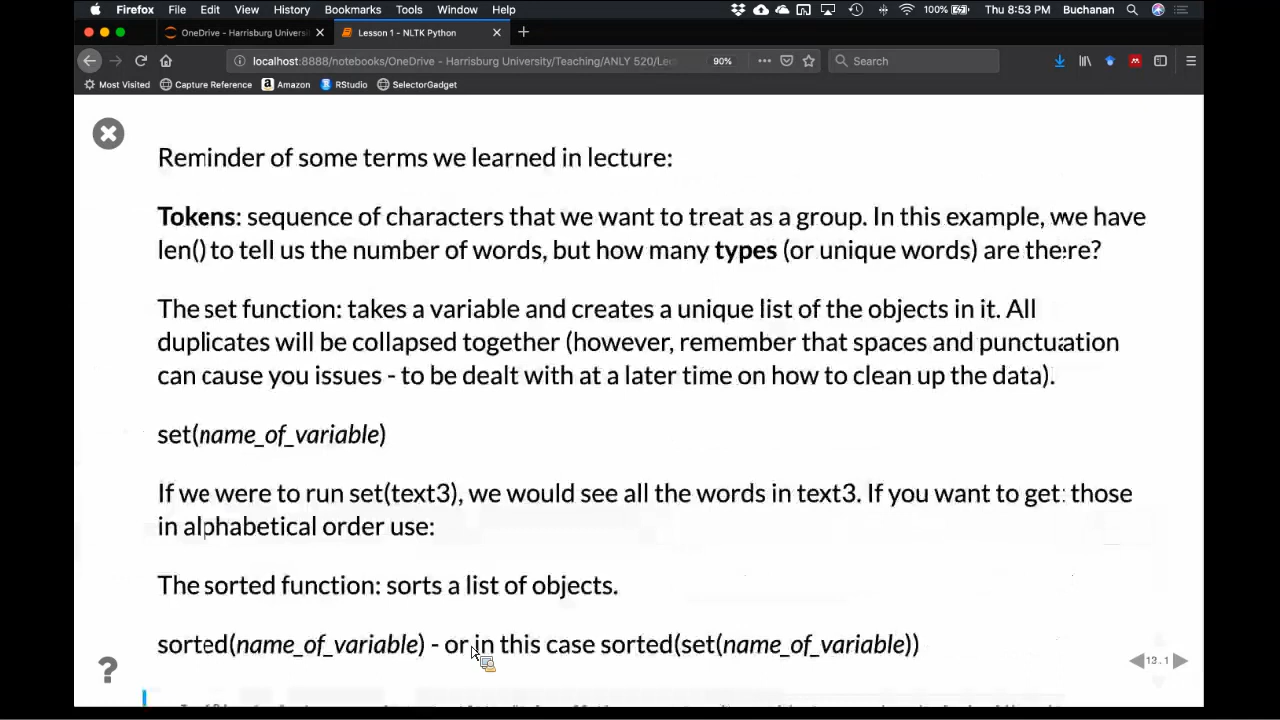 Firefox File Edit View History Bookmarks Tools Window Help 100% Thu 8:53 PM Buchanan
OneDrive - Harrisburg Universi Lesson 1 - NLTK Python
localhost:8888/notebooks/OneDrive - Harrisburg University/Teaching/ANLY 520/Les 90% Search
Most Visited Capture Reference Amazon RStudio SelectorGadget
Reminder of some terms we learned in lecture:
Tokens: sequence of characters that we want to treat as a group. In this example, we have
len() to tell us the number of words, but how many types (or unique words) are there?
The set function: takes a variable and creates a unique list of the objects in it. All
duplicates will be collapsed together (however, remember that spaces and punctuation
can cause you issues - to be dealt with at a later time on how to clean up the data).
set(name_of_variable)
If we were to run set(text3), we would see all the words in text3. If you want to get those
in alphabetical order use:
The sorted function: sorts a list of objects.
sorted(name_of_variable) - or in this case sorted(set(name_of_variable))
?
13.1